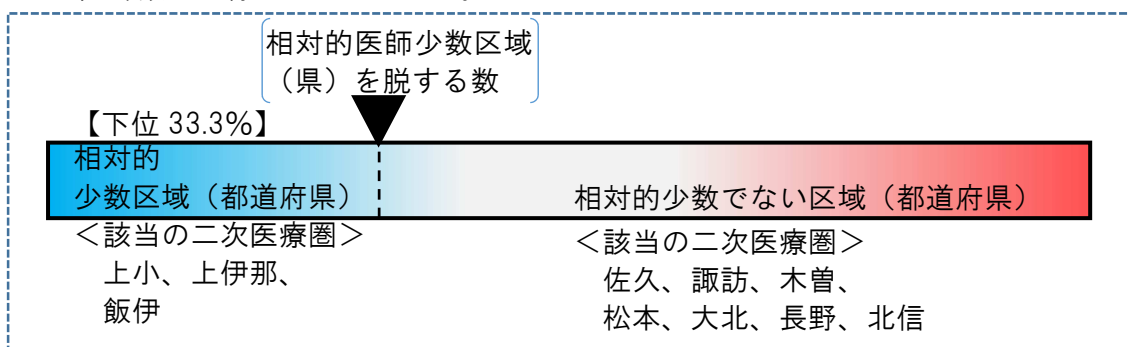 相対的医師少数区域
（県）を脱する数
【下位 33.3%】
相対的
少数区域（都道府県）
相対的少数でない区域（都道府県）
＜該当の二次医療圏＞
上小、上伊那、
飯伊
＜該当の二次医療圏＞
佐久、諏訪、木曽、
松本、大北、長野、北信